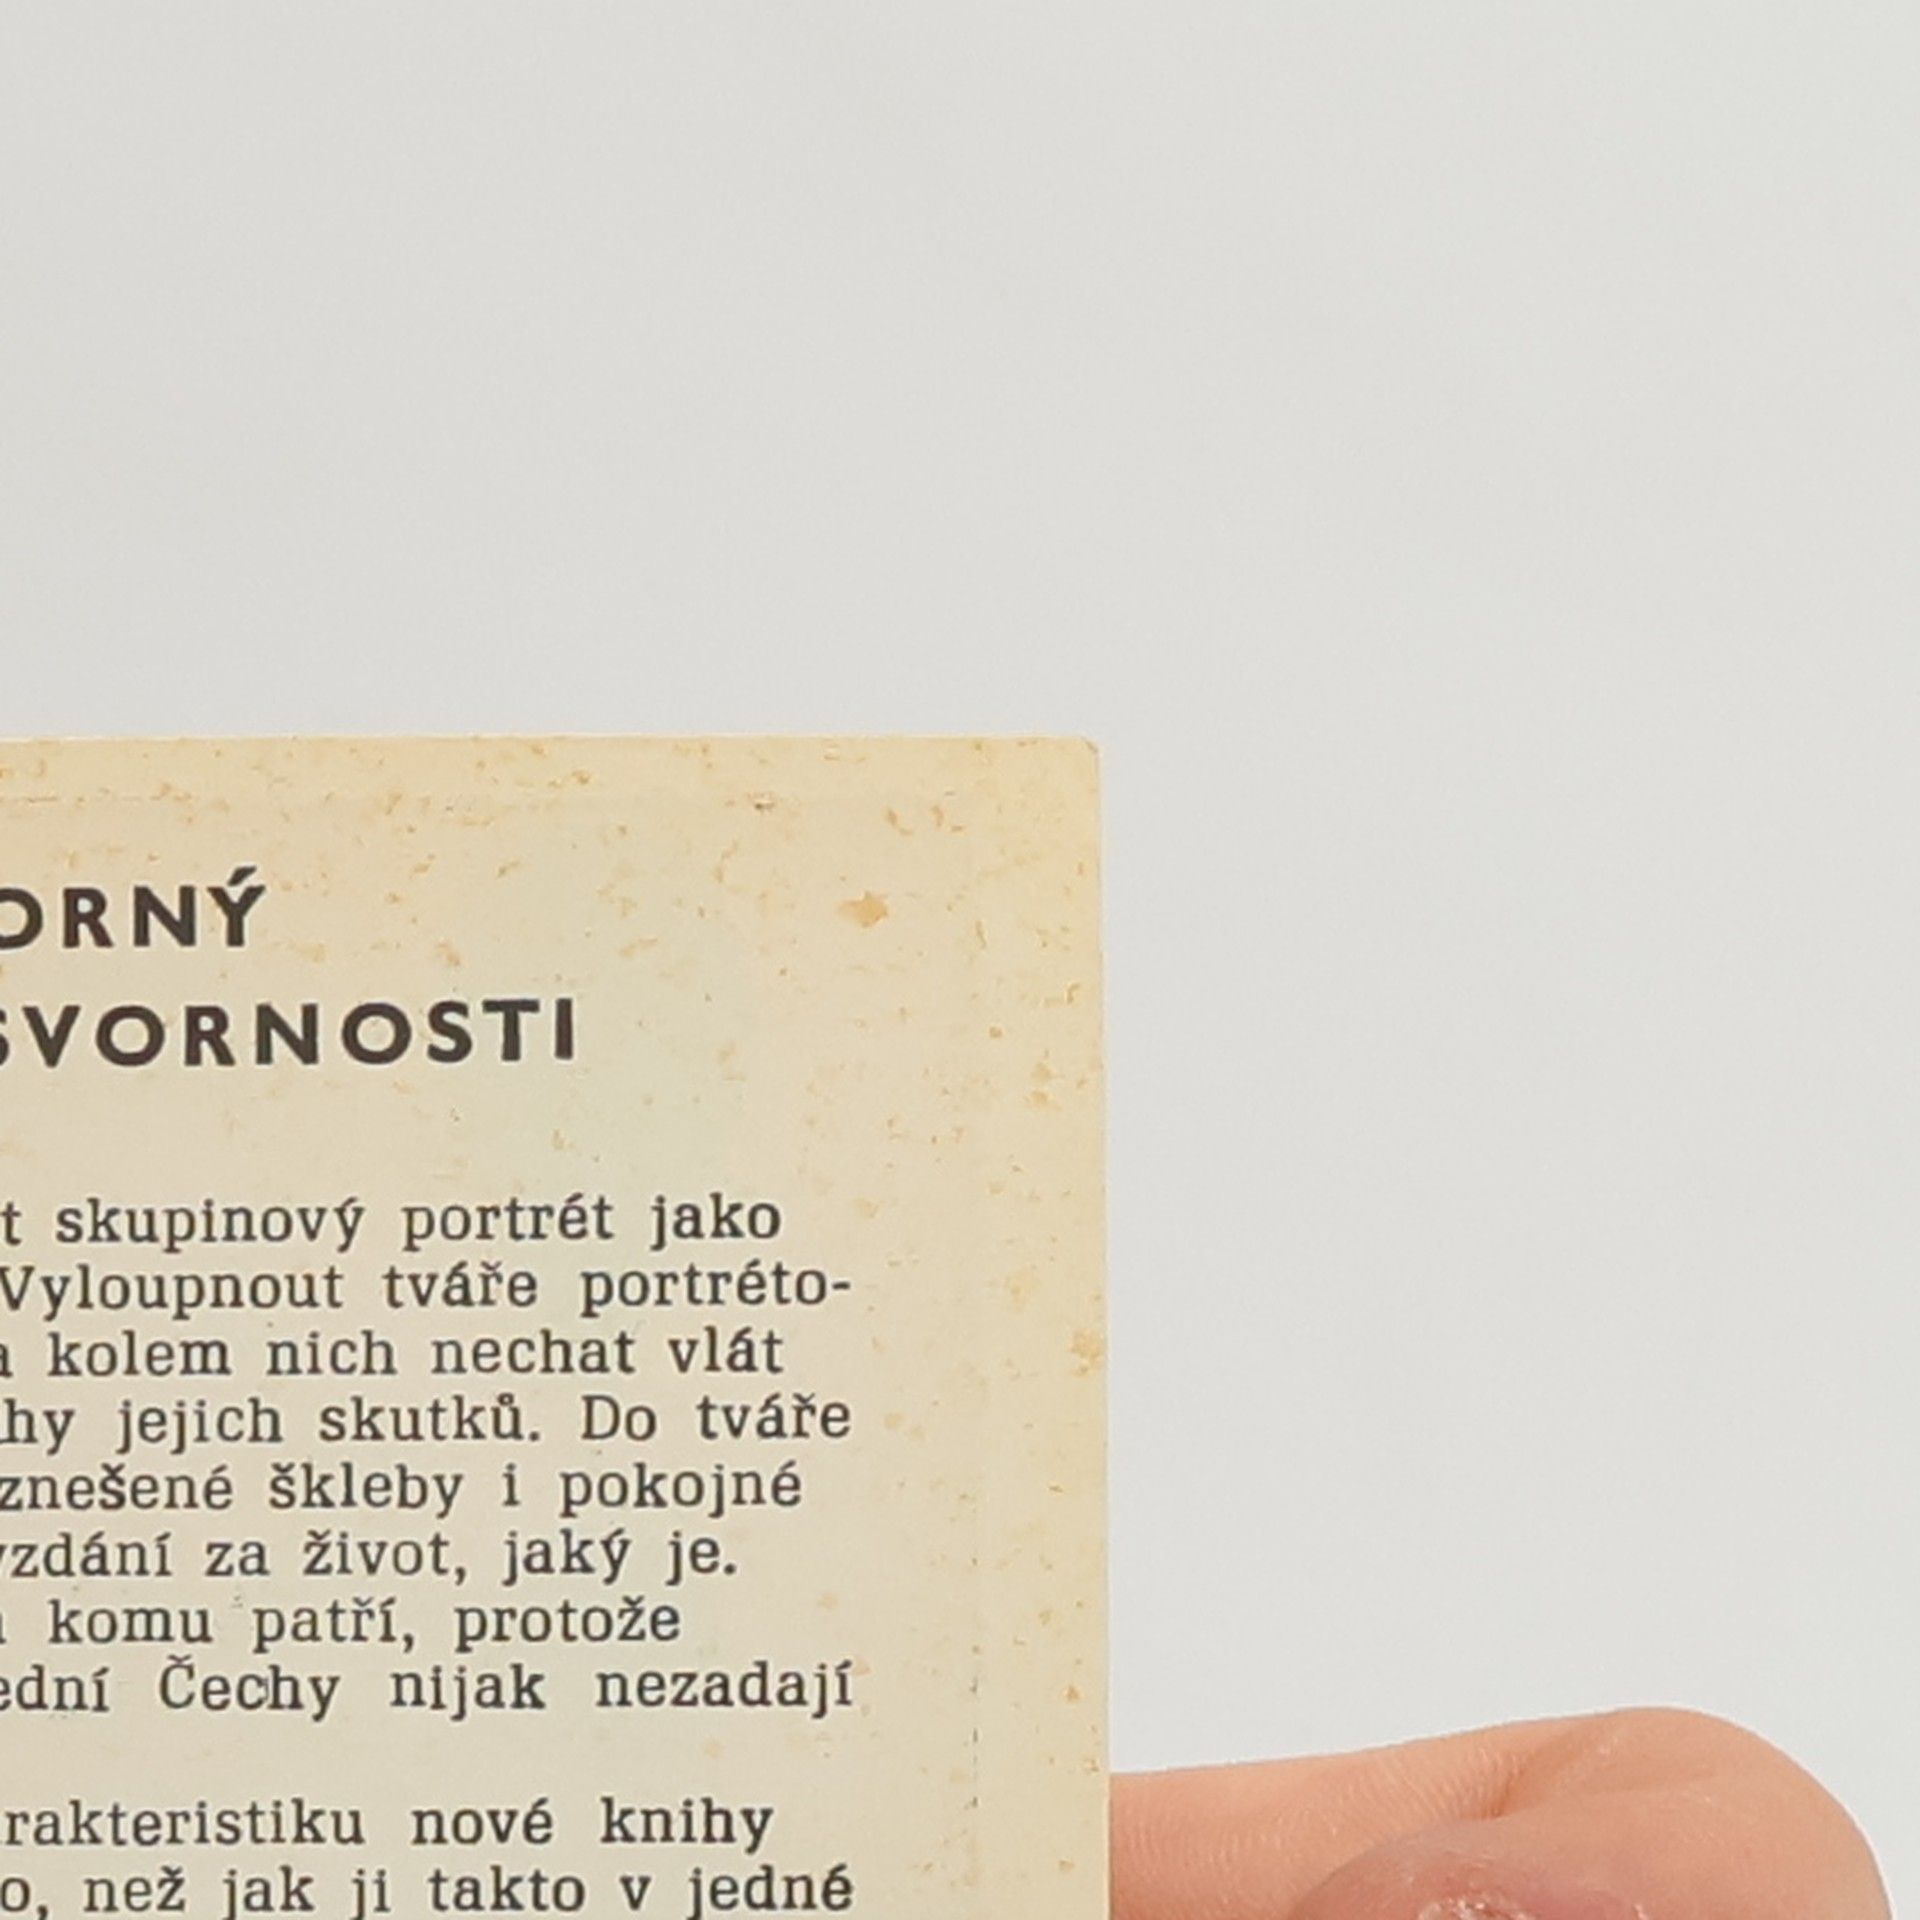 ORNÝ
SVORNOSTI
t skupinový portrét jako
Vyloupnout tváře portréto-
a kolem nich nechat vlát
hy jejich skutků. Do tváře
znešené škleby i pokojné
yzdání za život, jaký je.
komu patří, protože
ední Čechy nijak nezadají
rakteristiku nové knihy
o, než jak ji takto v jedné